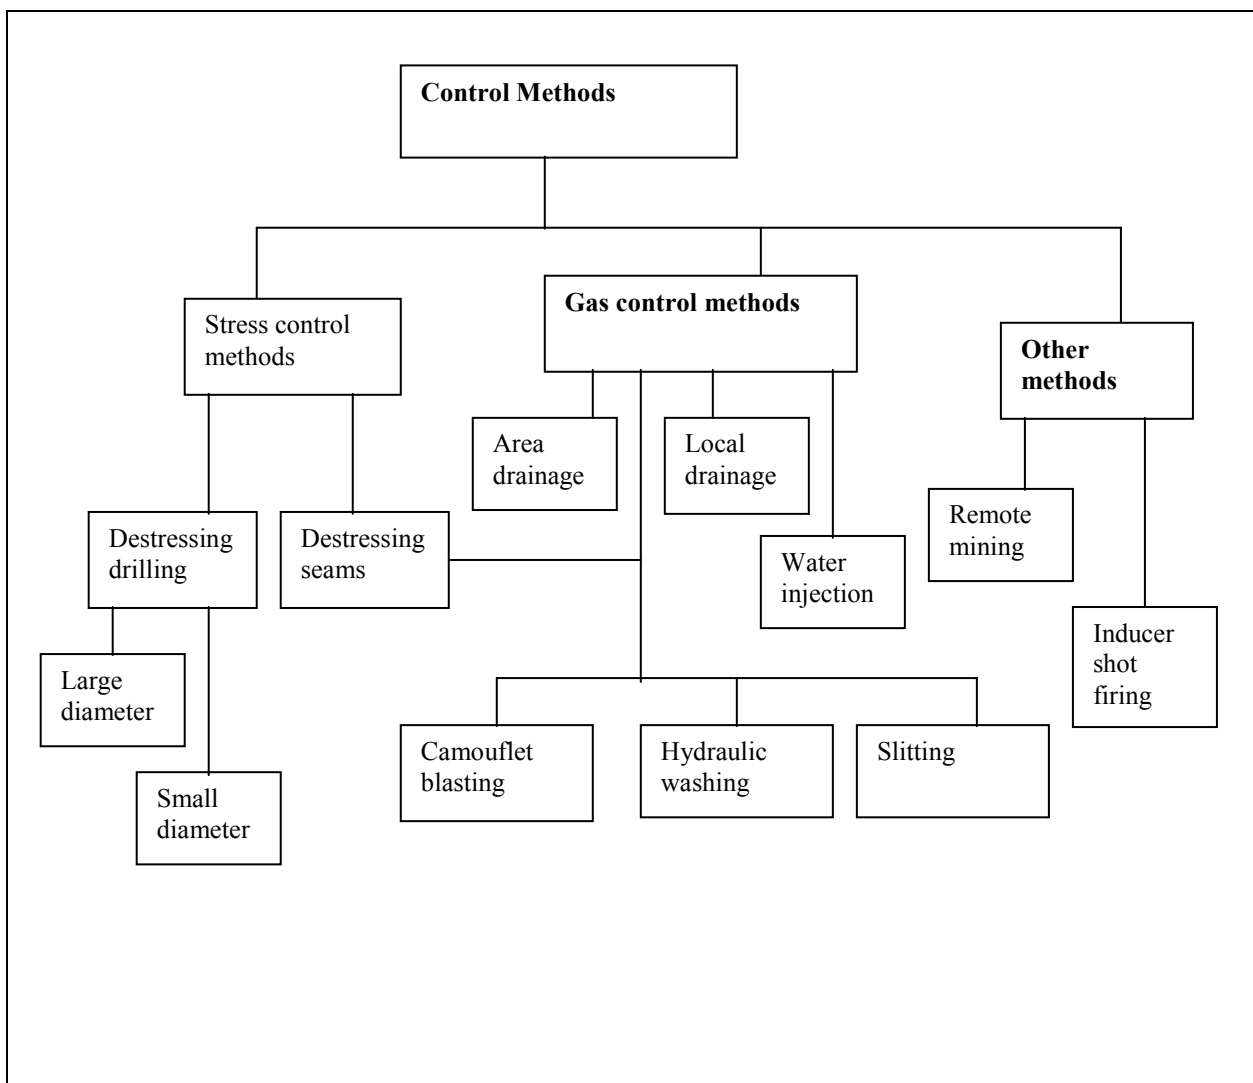 Control Methods
Stress control
methods
Gas control methods
Other
methods
Area
drainage
Local
drainage
Remote
mining
Destressing
drilling
Destressing
seams
Water
injection
Inducer
shot
firing
Large
diameter
Camouflet
blasting
Hydraulic
washing
Slitting
Small
diameter